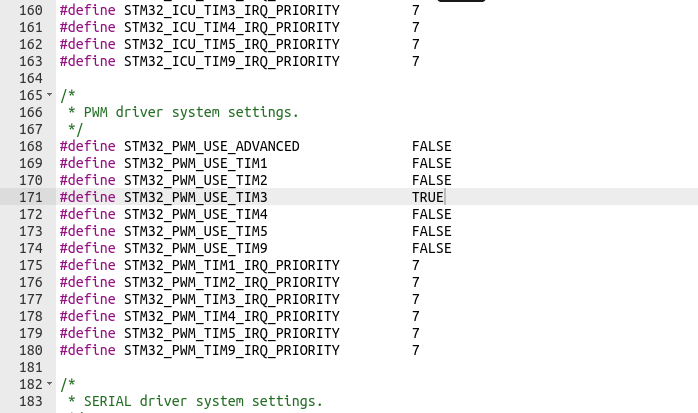 160 #define STM32_ICU_TIM3_IRQ_PRIORITY 7
161 #define STM32_ICU_TIM4_IRQ_PRIORITY 7
162 #define STM32_ICU_TIM5_IRQ_PRIORITY 7
163 #define STM32_ICU_TIM9_IRQ_PRIORITY 7
164
165 /*
166 * PWM driver system settings.
167 */
168 #define STM32_PWM_USE_ADVANCED FALSE
169 #define STM32_PWM_USE_TIM1 FALSE
170 #define STM32_PWM_USE_TIM2 FALSE
171 #define STM32_PWM_USE_TIM3 TRUE
172 #define STM32_PWM_USE_TIM4 FALSE
173 #define STM32_PWM_USE_TIM5 FALSE
174 #define STM32_PWM_USE_TIM9 FALSE
175 #define STM32_PWM_TIM1_IRQ_PRIORITY 7
176 #define STM32_PWM_TIM2_IRQ_PRIORITY 7
177 #define STM32_PWM_TIM3_IRQ_PRIORITY 7
178 #define STM32_PWM_TIM4_IRQ_PRIORITY 7
179 #define STM32_PWM_TIM5_IRQ_PRIORITY 7
180 #define STM32_PWM_TIM9_IRQ_PRIORITY 7
181
182 /*
183 * SERIAL driver system settings.